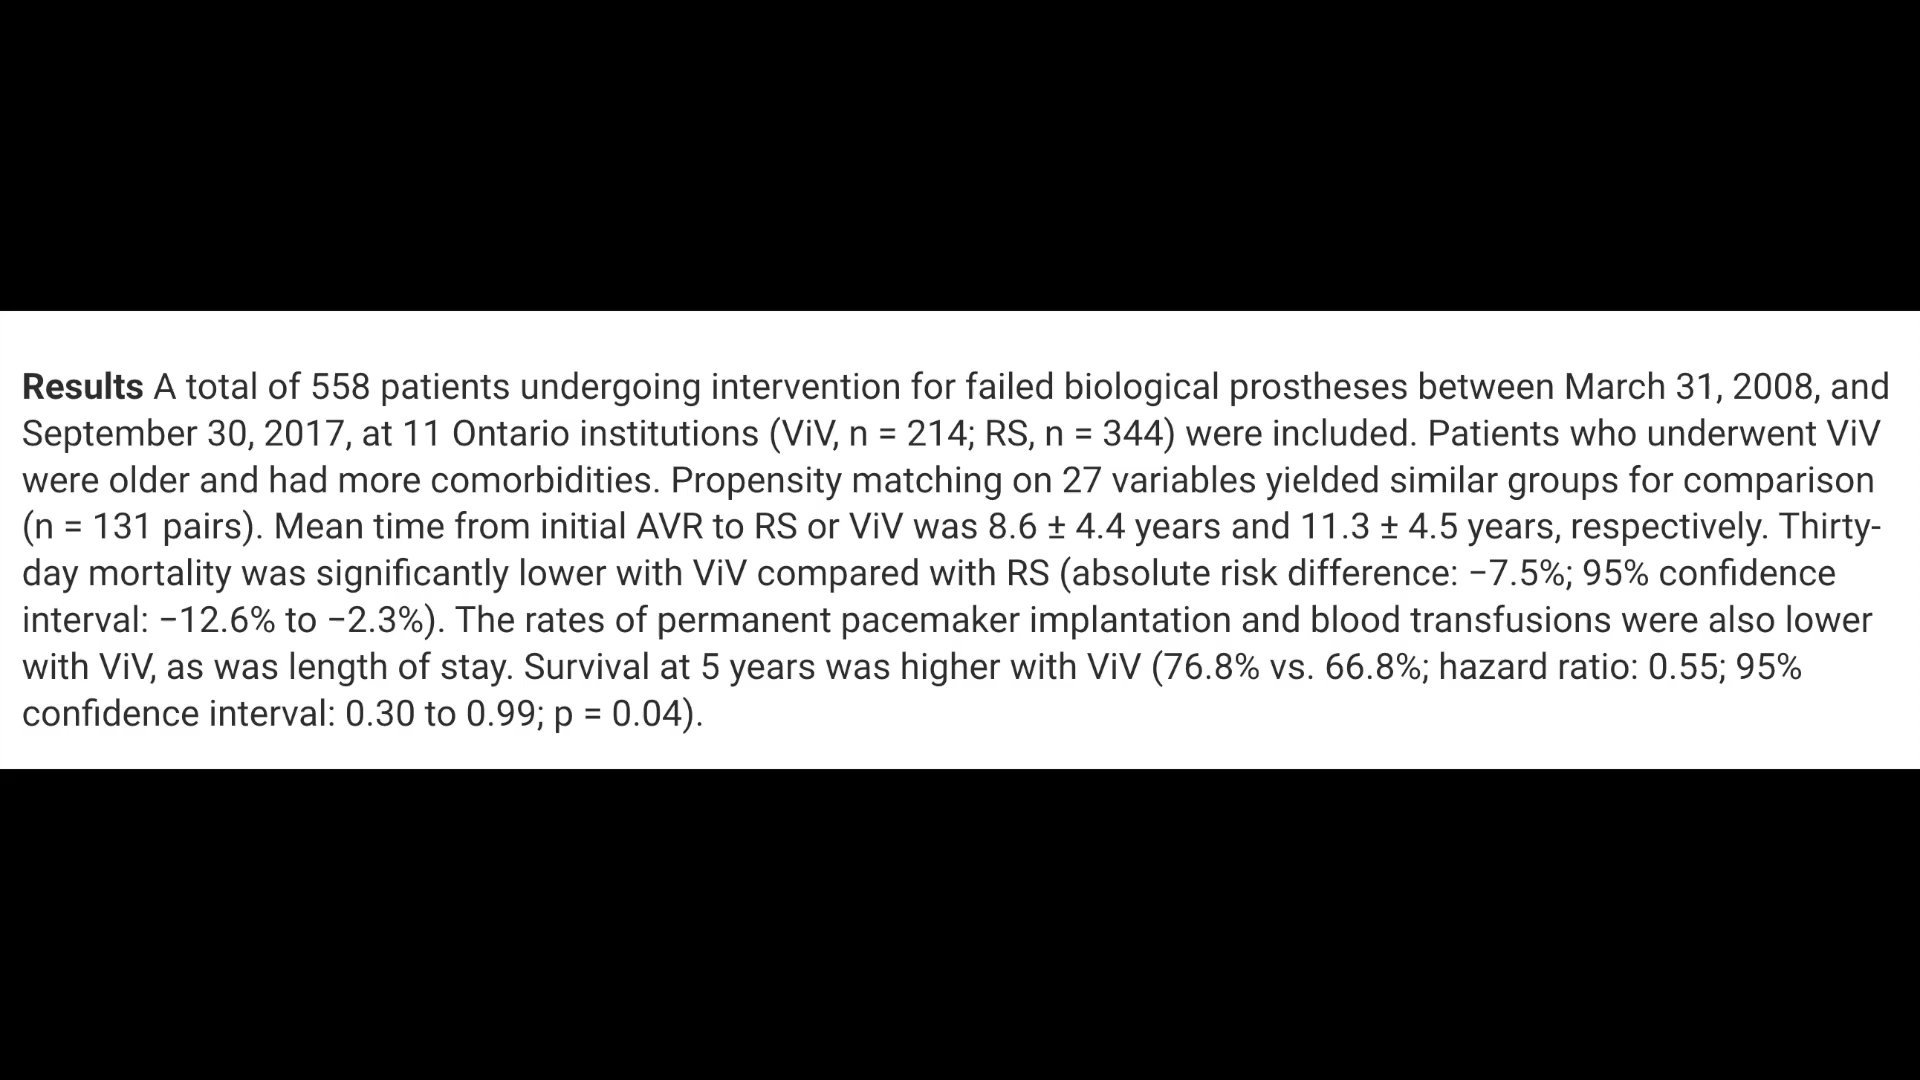 Results A total of 558 patients undergoing intervention for failed biological prostheses between March 31, 2008, and
September 30, 2017, at 11 Ontario institutions (ViV, n = 214; RS, n = 344) were included. Patients who underwent ViV
were older and had more comorbidities. Propensity matching on 27 variables yielded similar groups for comparison
(n = 131 pairs). Mean time from initial AVR to RS or ViV was 8.6 ± 4.4 years and 11.3 ± 4.5 years, respectively. Thirty-
day mortality was significantly lower with ViV compared with RS (absolute risk difference: −7.5%; 95% confidence
interval: −12.6% to −2.3%). The rates of permanent pacemaker implantation and blood transfusions were also lower
with ViV, as was length of stay. Survival at 5 years was higher with ViV (76.8% vs. 66.8%; hazard ratio: 0.55; 95%
confidence interval: 0.30 to 0.99; p = 0.04).